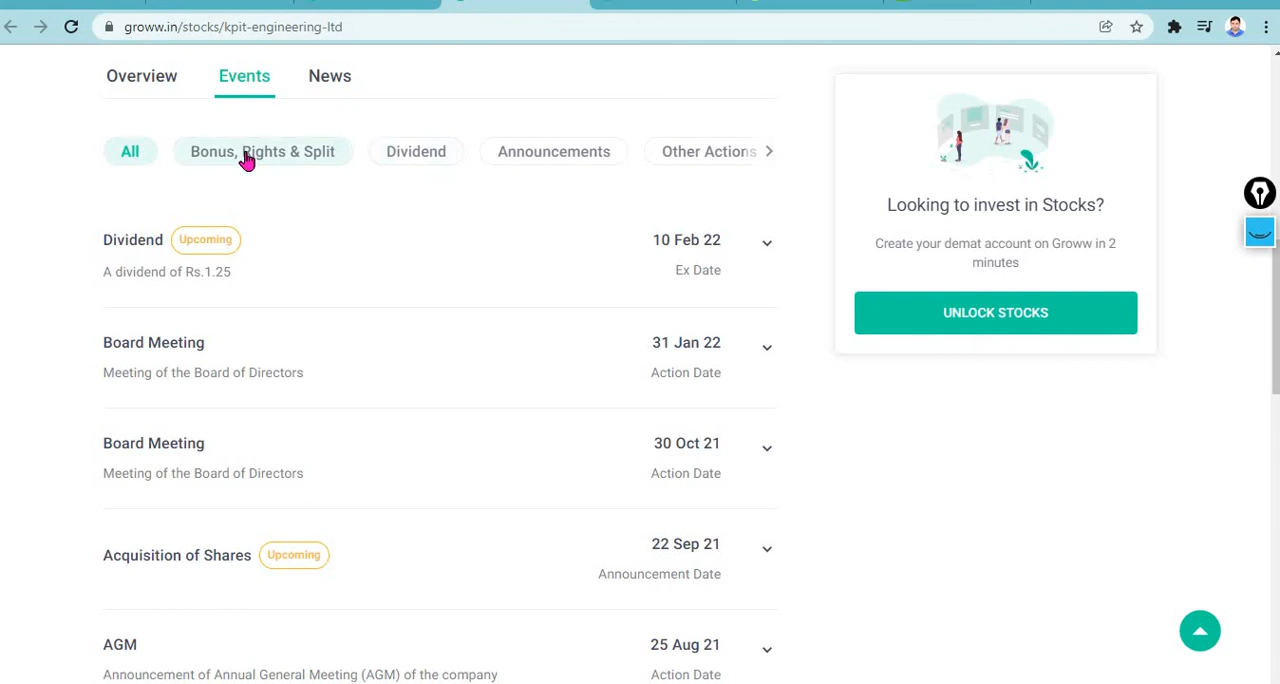 groww.in/stocks/kpit-engineering-ltd
Overview Events News
All Bonus, Rights & Split Dividend Announcements Other Actions
Dividend Upcoming 10 Feb 22
A dividend of Rs.1.25 Ex Date
Board Meeting 31 Jan 22
Meeting of the Board of Directors Action Date
Board Meeting 30 Oct 21
Meeting of the Board of Directors Action Date
Acquisition of Shares Upcoming 22 Sep 21
Announcement Date
AGM 25 Aug 21
Announcement of Annual General Meeting (AGM) of the company Action Date
Looking to invest in Stocks?
Create your demat account on Groww in 2
minutes
UNLOCK STOCKS